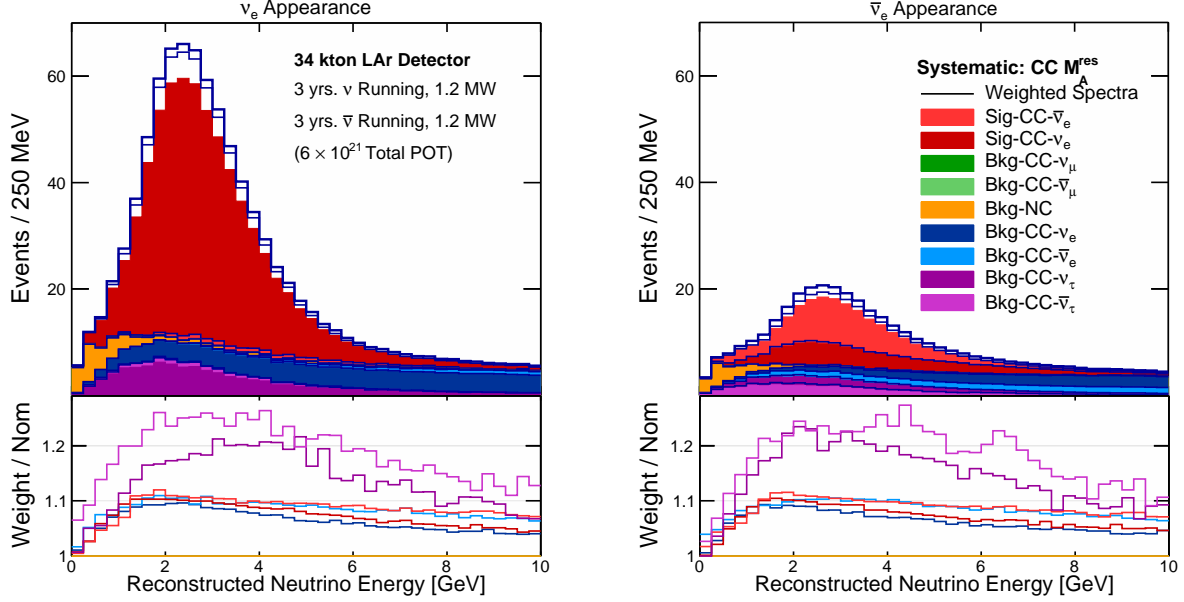 νe Appearance
34 kton LAr Detector
3 yrs. ν Running, 1.2 MW
3 yrs. ν̅ Running, 1.2 MW
(6 × 10²¹ Total POT)
Events / 250 MeV
60
40
20
Weight / Nom
1.2
1.1
1
0 2 4 6 8 10
Reconstructed Neutrino Energy [GeV]
ν̅e Appearance
Systematic: CC M_A^res
Weighted Spectra
Sig-CC-ν̅e
Sig-CC-νe
Bkg-CC-νμ
Bkg-CC-ν̅μ
Bkg-NC
Bkg-CC-νe
Bkg-CC-ν̅e
Bkg-CC-ντ
Bkg-CC-ν̅τ
Events / 250 MeV
60
40
20
Weight / Nom
1.2
1.1
1
0 2 4 6 8 10
Reconstructed Neutrino Energy [GeV]